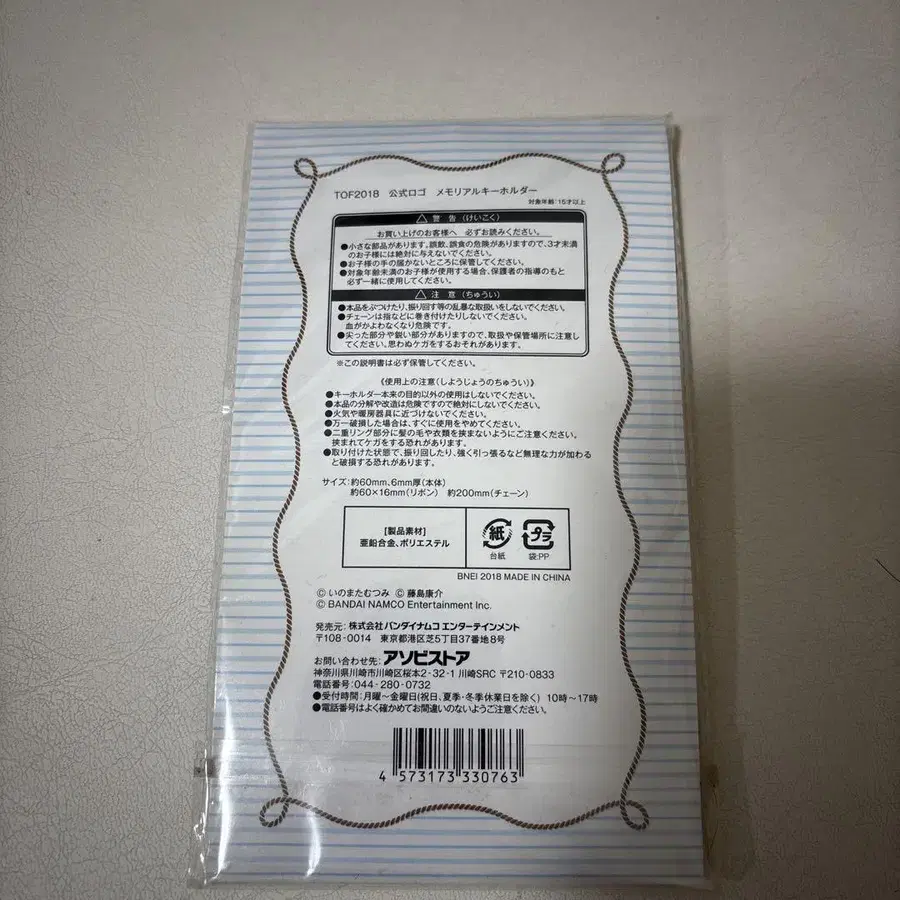 TOF2018 公式ロゴ メモリアルキーホルダー
対象年齢:15才以上
⚠ 警告(けいこく)
お買い上げのお客様へ 必ずお読みください。
●小さな部品があります。誤飲、誤食の危険がありますので、3才未満
のお子様には絶対に与えないでください。
●お子様の手の届かないところに保管してください。
●対象年齢未満のお子様が使用する場合、保護者の指導のもと
必ず一緒に使用してください。
⚠ 注意(ちゅうい)
●本品をぶつけたり、振り回す等の乱暴な取扱いをしないでください。
●チェーンは指などに巻き付けたりしないでください。
血がかよわなくなり危険です。
●尖った部分や鋭い部分がありますので、取扱や保管場所に注意
してください。思わぬケガをするおそれがあります。
※この説明書は必ず保管してください。
《使用上の注意(しようじょうのちゅうい)》
●キーホルダー本来の目的以外の使用はしないでください。
●本品の分解や改造は危険ですので絶対にしないでください。
●火気や暖房器具に近づけないでください。
●万一破損した場合は、すぐに使用をやめてください。
●二重リング部分に髪の毛や衣類を挟まないようにご注意ください。
挟まれてケガをする恐れがあります。
●取り付けた状態で、振り回したり、強く引っ張るなど無理な力が加わる
と破損する恐れがあります。
サイズ:約60mm、6mm厚(本体)
約60×16mm(リボン) 約200mm(チェーン)
[製品素材]
亜鉛合金、ポリエステル
紙
台紙
プラ
袋:PP
BNEI 2018 MADE IN CHINA
© いのまたむつみ © 藤島康介
© BANDAI NAMCO Entertainment Inc.
発売元: 株式会社バンダイナムコエンターテインメント
〒108-0014 東京都港区芝5丁目37番地8号
お問い合わせ先: アソビストア
神奈川県川崎市川崎区桜本2-32-1 川崎SRC 〒210-0833
電話番号: 044-280-0732
●受付時間:月曜~金曜日(祝日、夏季・冬季休業日を除く) 10時~17時
●電話番号はよく確かめてお間違いのないようご注意ください。
4 573173 330763